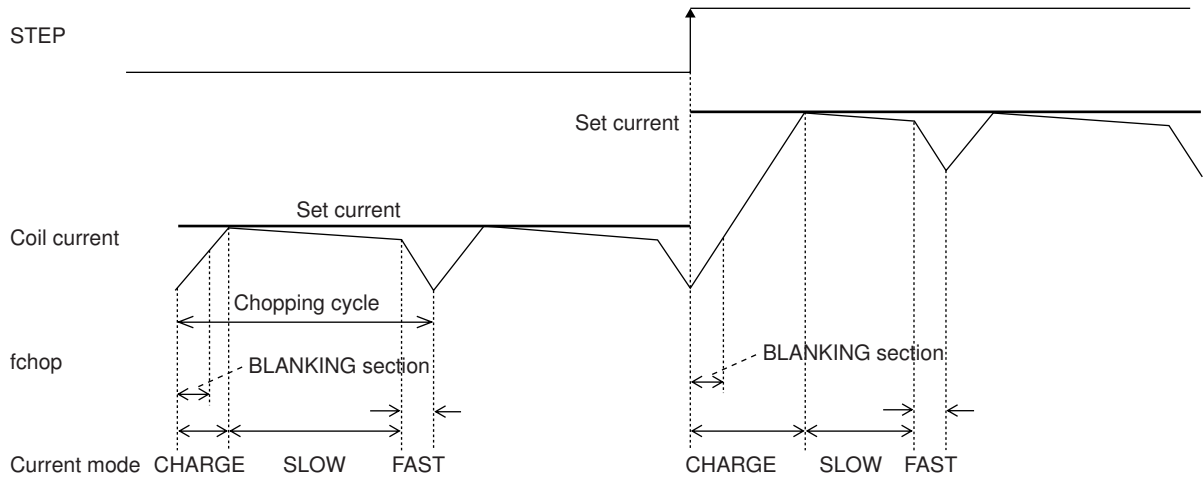 STEP
Set current
Set current
Coil current
Chopping cycle
fchop
BLANKING section
BLANKING section
Current mode CHARGE SLOW FAST CHARGE SLOW FAST